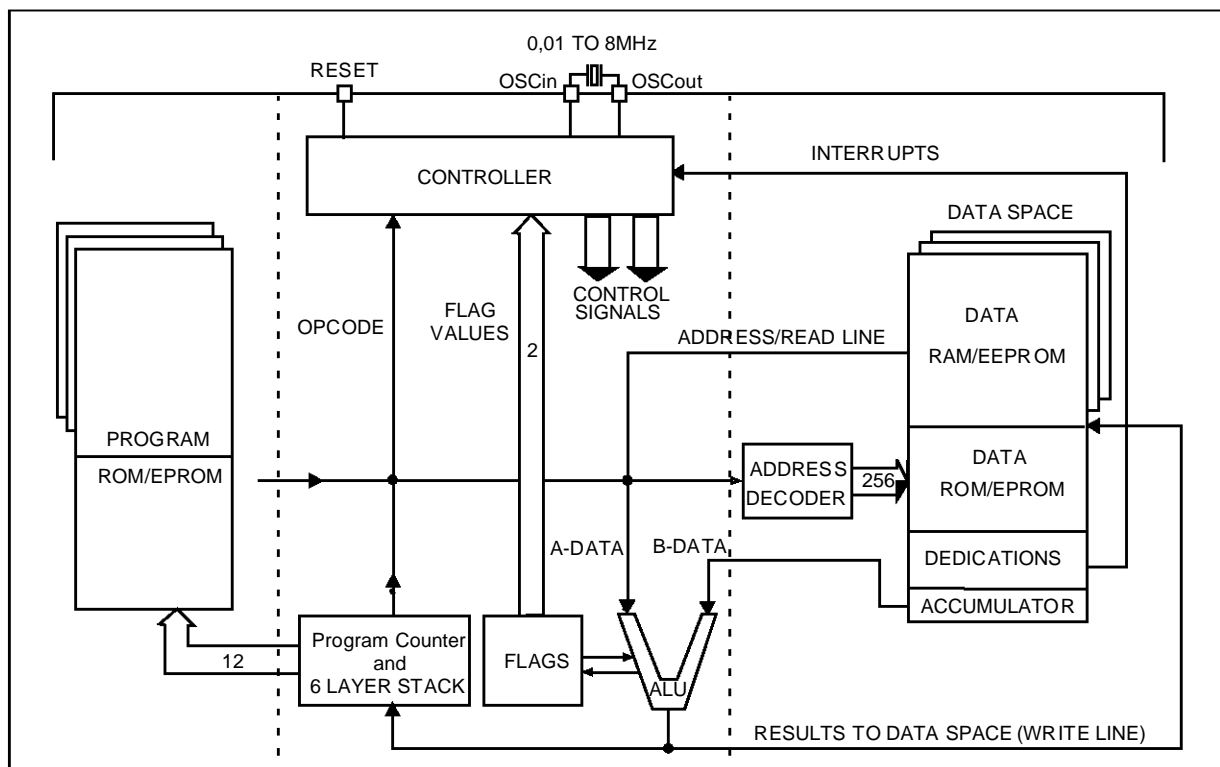 0,01 TO 8MHz
RESET
OSCin
OSCout
INTERRUPTS
CONTROLLER
DATA SPACE
CONTROL
SIGNALS
OPCODE
FLAG
VALUES
2
ADDRESS/READ LINE
DATA
RAM/EEPROM
PROGRAM
ROM/EPROM
ADDRESS
DECODER
256
DATA
ROM/EPROM
A-DATA
B-DATA
DEDICATIONS
ACCUMULATOR
12
Program Counter
and
6 LAYER STACK
FLAGS
ALU
RESULTS TO DATA SPACE (WRITE LINE)